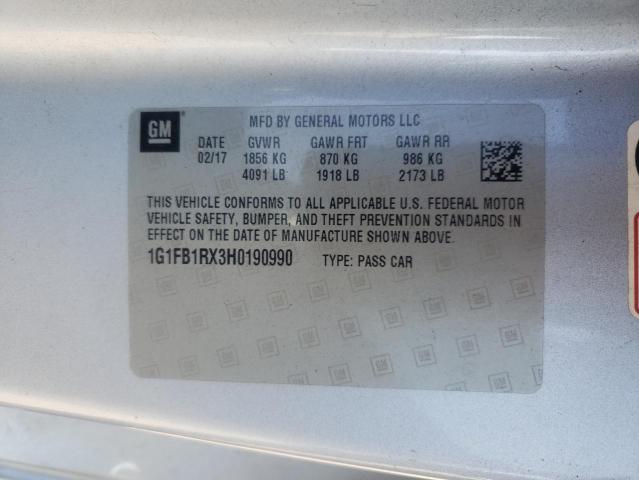 GM
MFD BY GENERAL MOTORS LLC
DATE GVWR GAWR FRT GAWR RR
02/17 1856 KG 870 KG 986 KG
4091 LB 1918 LB 2173 LB
THIS VEHICLE CONFORMS TO ALL APPLICABLE U.S. FEDERAL MOTOR
VEHICLE SAFETY, BUMPER, AND THEFT PREVENTION STANDARDS IN
EFFECT ON THE DATE OF MANUFACTURE SHOWN ABOVE.
1G1FB1RX3H0190990 TYPE: PASS CAR